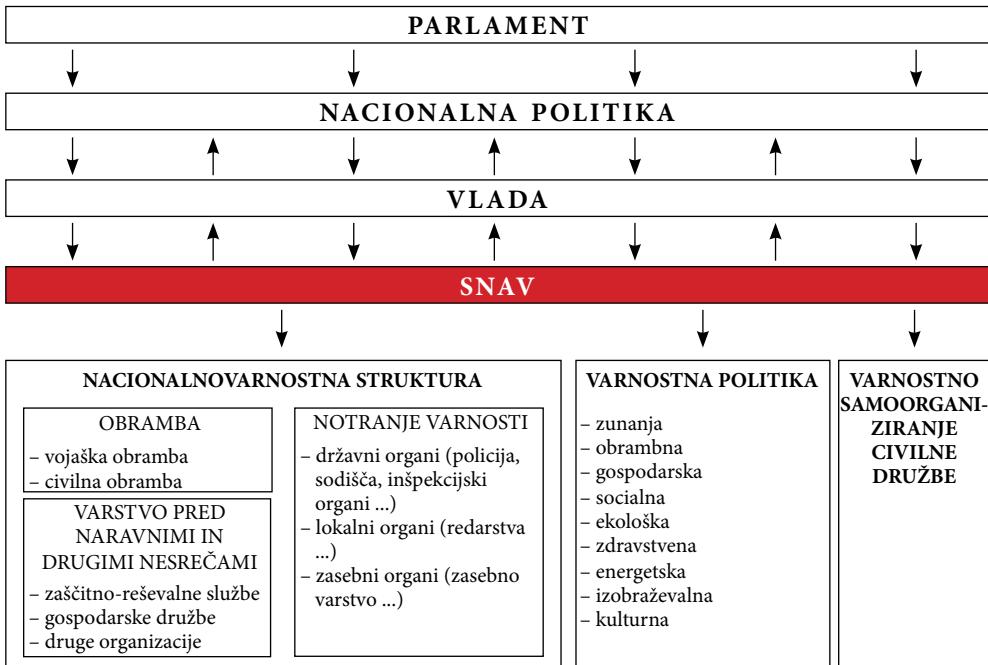 PARLAMENT
NACIONALNA POLITIKA
VLADA
SNAV
NACIONALNOVARNOSTNA STRUKTURA
OBRAMBA
– vojaška obramba
– civilna obramba
VARSTVO PRED
NARAVNIMI IN
DRUGIMI NESREČAMI
– zaščitno-reševalne službe
– gospodarske družbe
– druge organizacije
NOTRANJE VARNOSTI
– državni organi (policija,
sodišča, inšpekcijski
organi ...)
– lokalni organi (redarstva
...)
– zasebni organi (zasebno
varstvo ...)
VARNOSTNA POLITIKA
– zunanja
– obrambna
– gospodarska
– socialna
– ekološka
– zdravstvena
– energetska
– izobraževalna
– kulturna
VARNOSTNO
SAMOORGANI-
ZIRANJE
CIVILNE
DRUŽBE